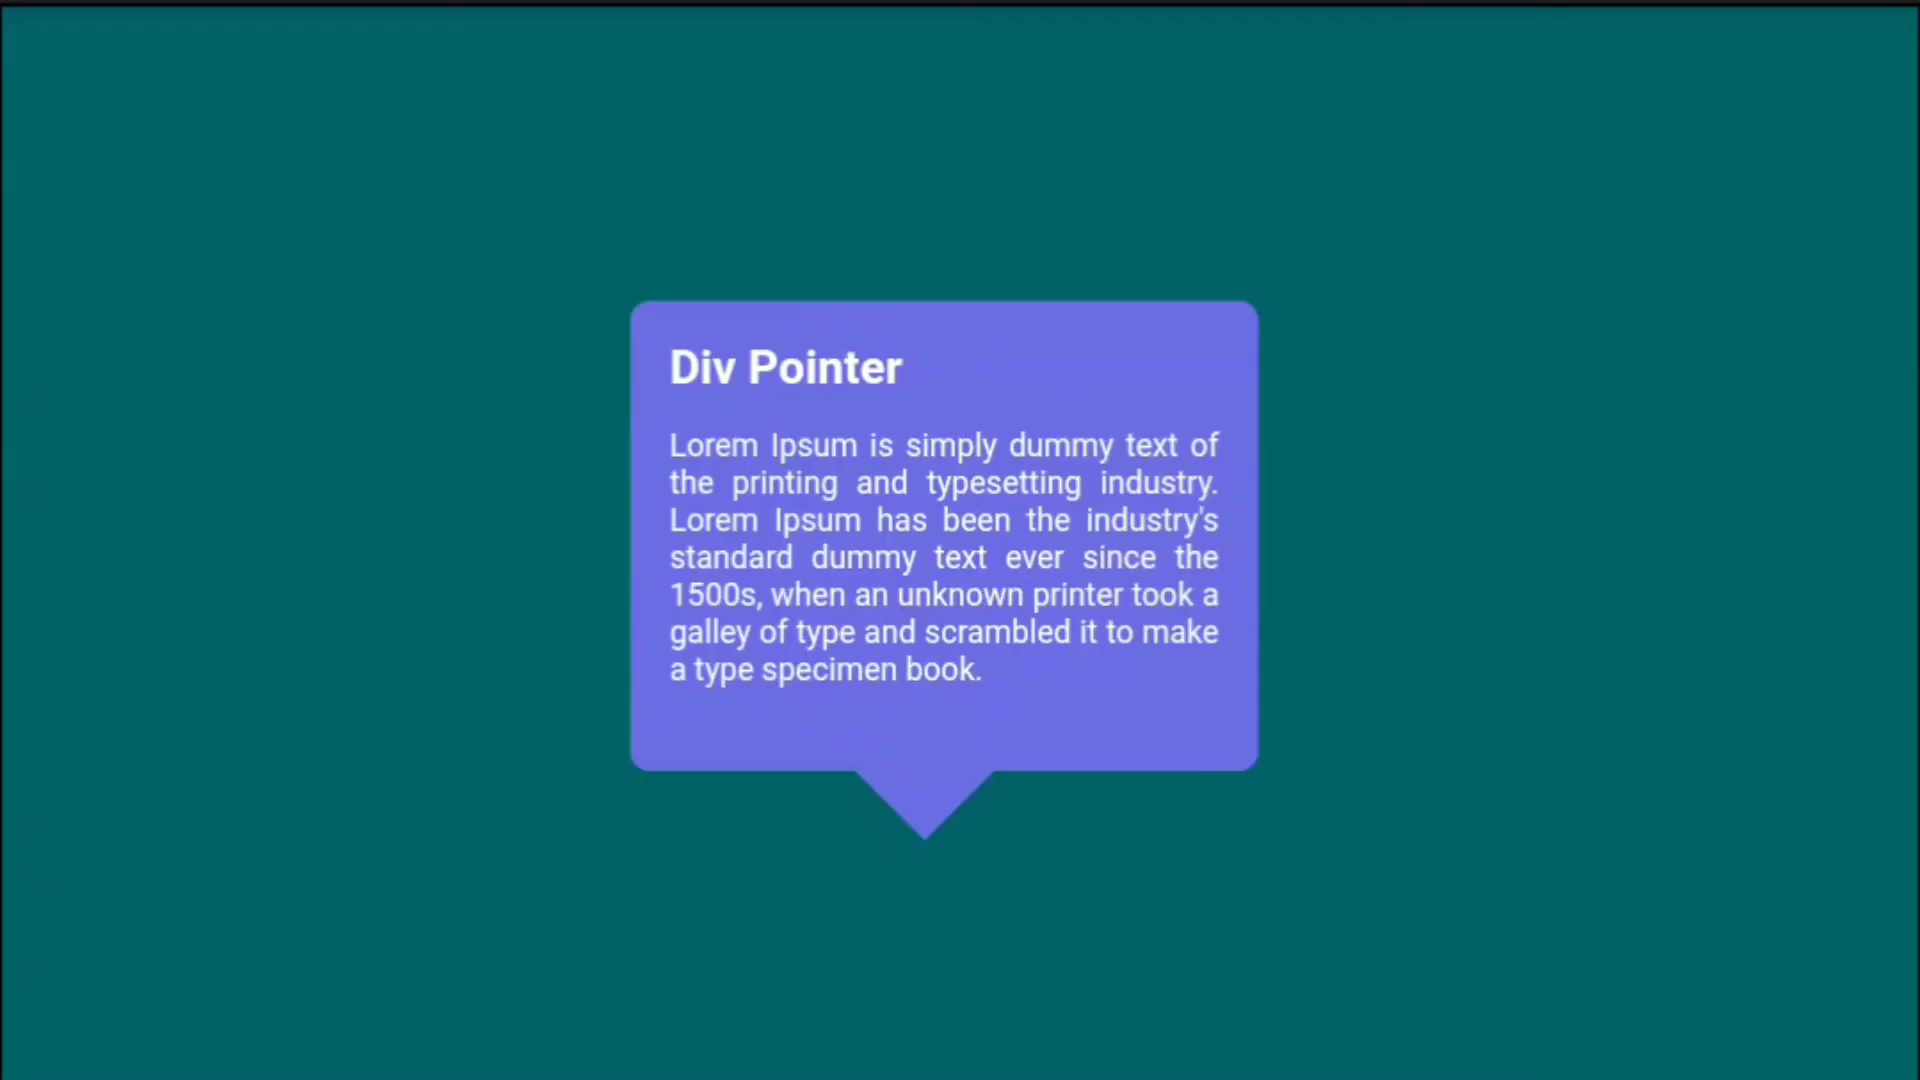 Div Pointer
Lorem Ipsum is simply dummy text of
the printing and typesetting industry.
Lorem Ipsum has been the industry's
standard dummy text ever since the
1500s, when an unknown printer took a
galley of type and scrambled it to make
a type specimen book.